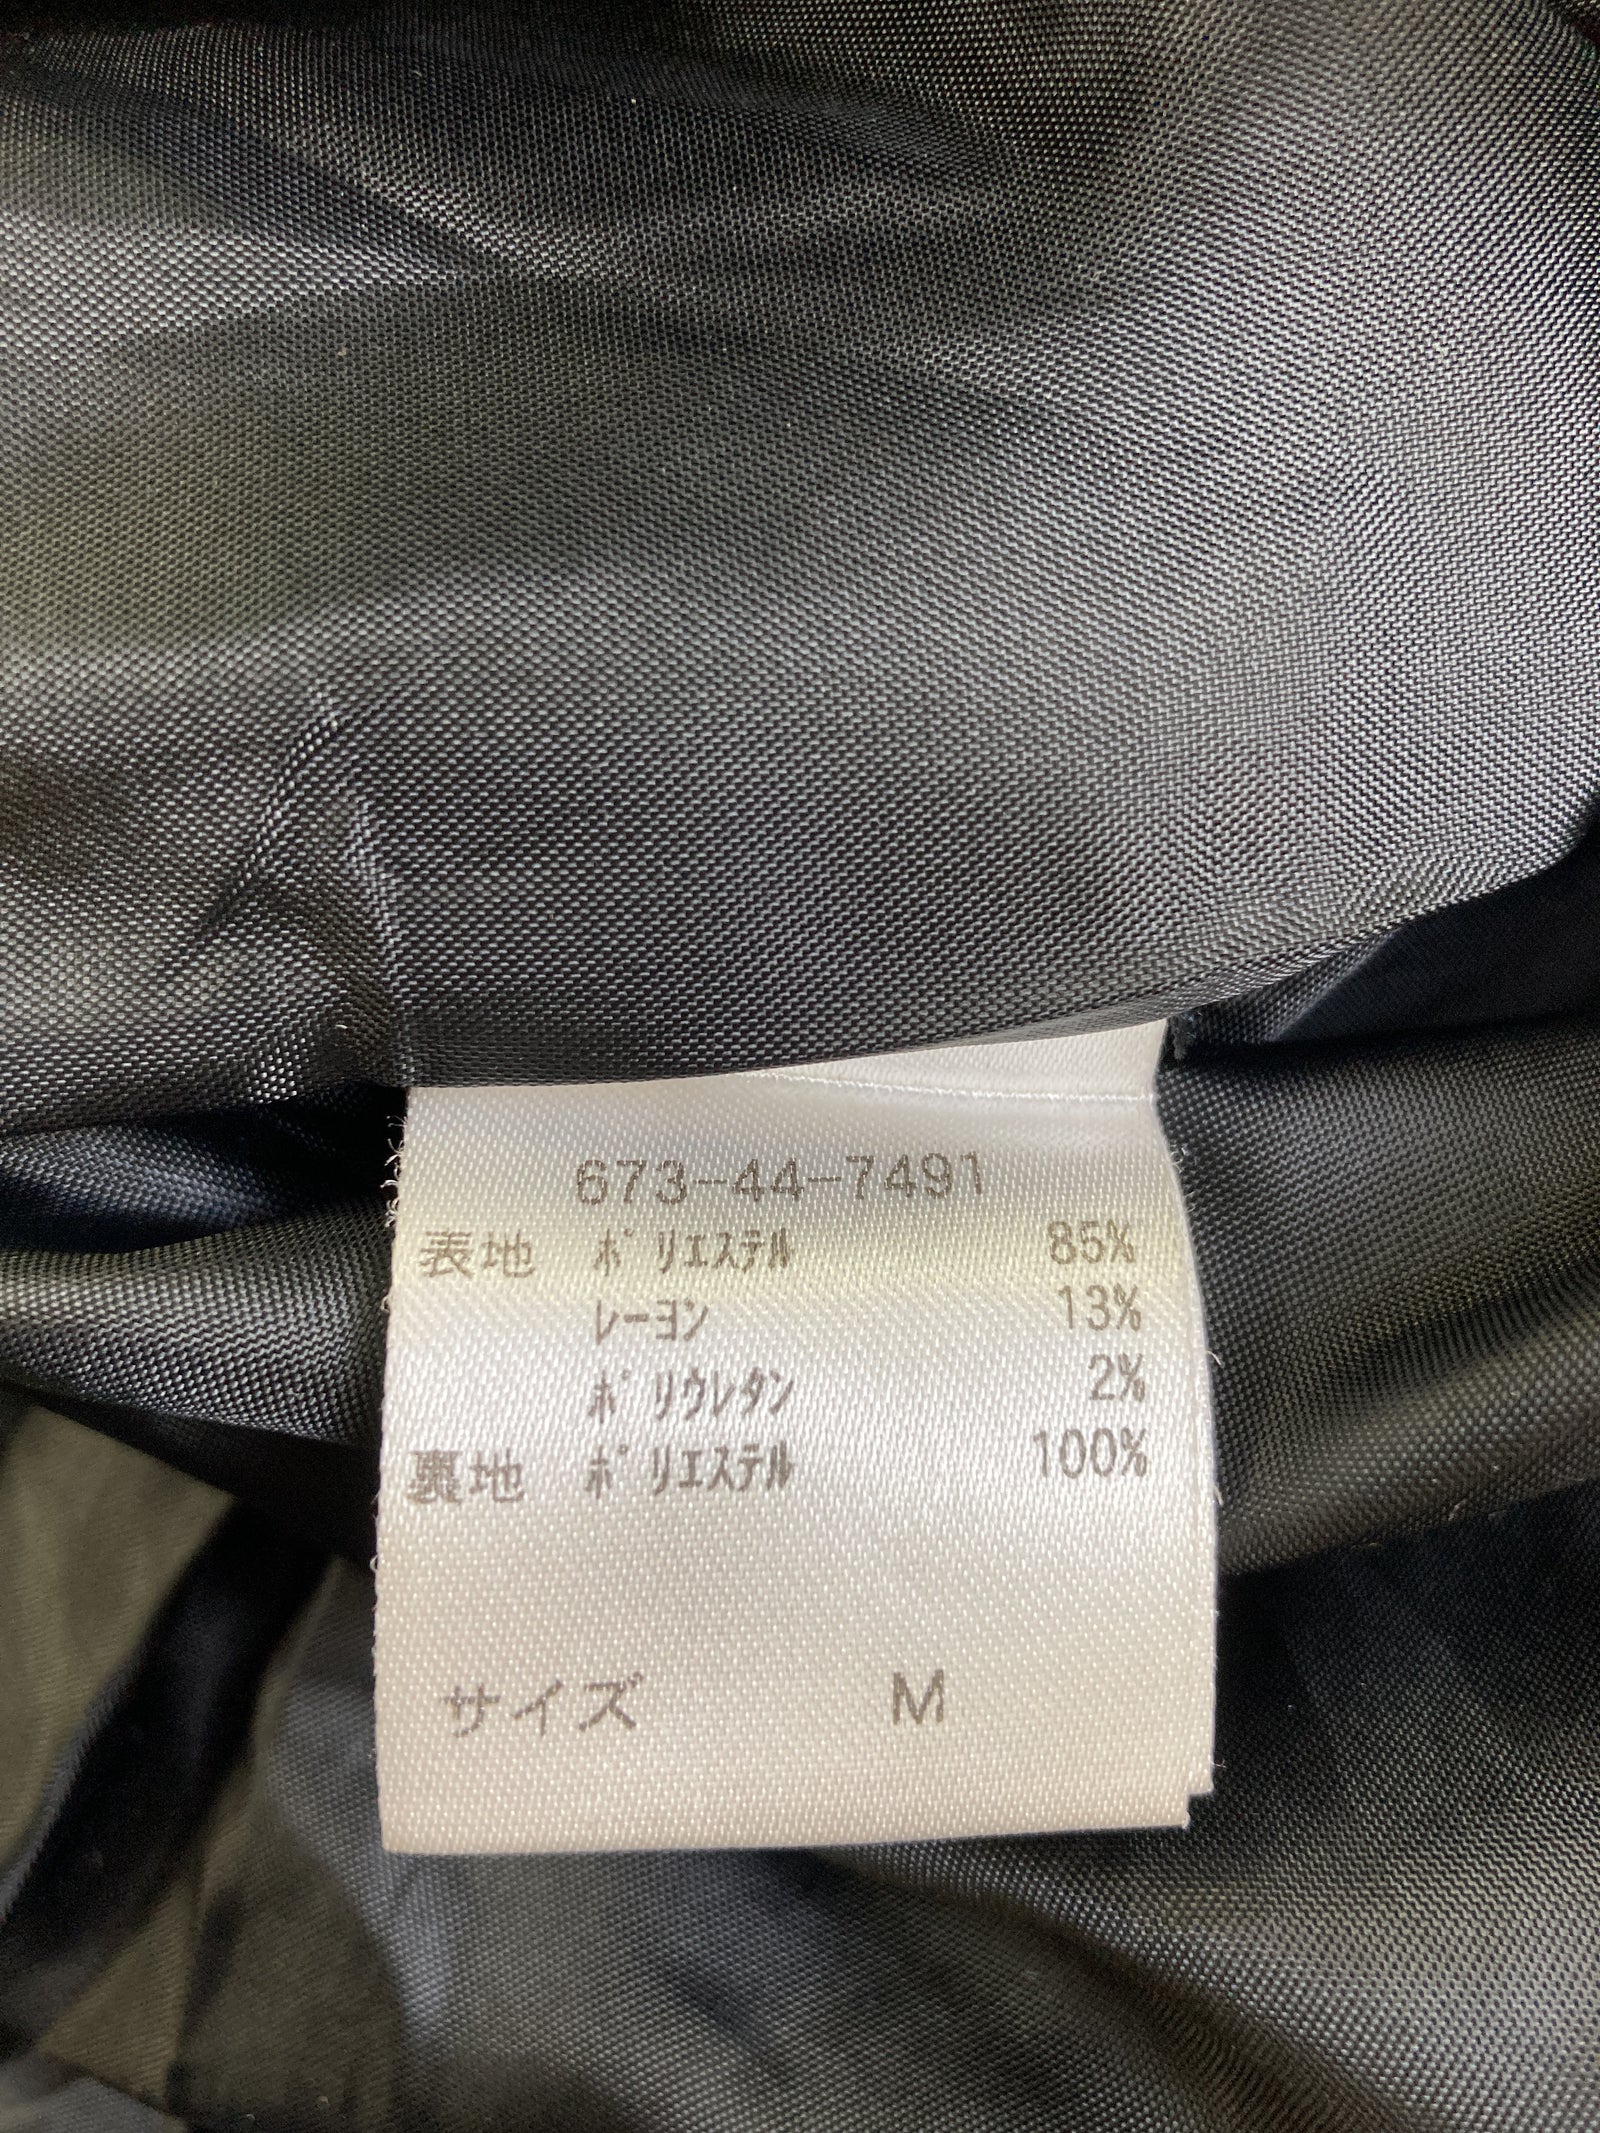 673-44-7491
表地 ﾎﾟﾘｴｽﾃﾙ 85%
ﾚｰﾖﾝ 13%
ﾎﾟﾘｳﾚﾀﾝ 2%
裏地 ﾎﾟﾘｴｽﾃﾙ 100%
サイズ M